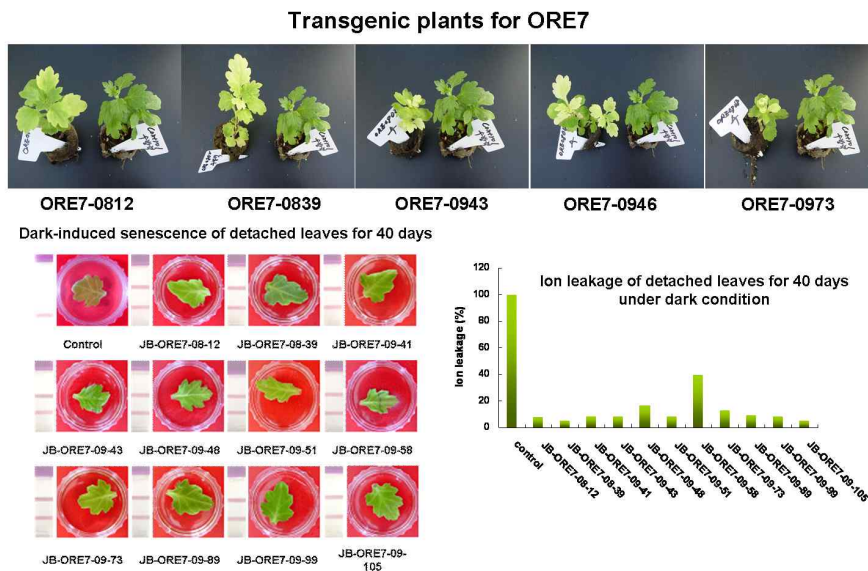 Transgenic plants for ORE7
ORE7-0812
ORE7-0839
ORE7-0943
ORE7-0946
ORE7-0973
Dark-induced senescence of detached leaves for 40 days
Control
JB-ORE7-08-12
JB-ORE7-08-39
JB-ORE7-09-41
JB-ORE7-09-43
JB-ORE7-09-48
JB-ORE7-09-51
JB-ORE7-09-58
JB-ORE7-09-73
JB-ORE7-09-89
JB-ORE7-09-99
JB-ORE7-09-
105
Ion leakage of detached leaves for 40 days
under dark condition
Ion leakage (%)
120
100
80
60
40
20
0
control
JB-ORE7-08-12
JB-ORE7-08-39
JB-ORE7-09-41
JB-ORE7-09-43
JB-ORE7-09-48
JB-ORE7-09-51
JB-ORE7-09-58
JB-ORE7-09-73
JB-ORE7-09-89
JB-ORE7-09-99
JB-ORE7-09-105